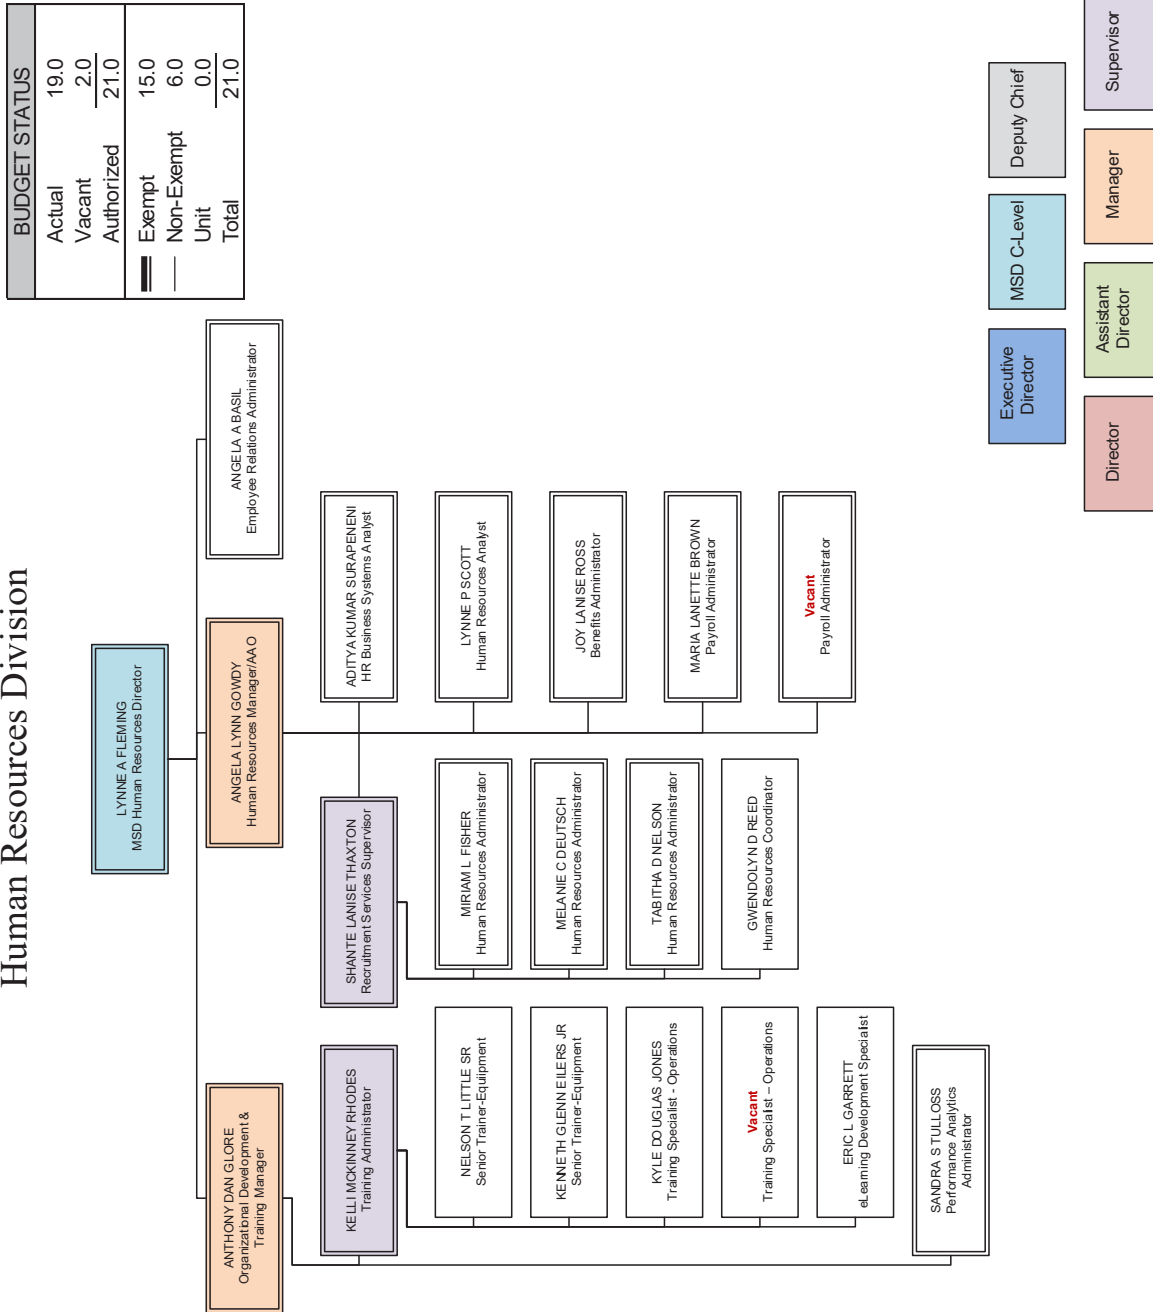 Human Resources Division
BUDGET STATUS
Actual 19.0
Vacant 2.0
Authorized 21.0
Exempt 15.0
Non-Exempt 6.0
Unit 0.0
Total 21.0
LYNNE A FLEMING
MSD Human Resources Director
ANTHONY DAN GLORE
Organizational Development &
Training Manager
ANGELA LYNN GOWDY
Human Resources Manager/AAO
ANGELA A BASIL
Employee Relations Administrator
KELLI MCKINNEY RHODES
Training Administrator
SHANTE LANISE THAXTON
Recruitment Services Supervisor
ADITYA KUMAR SURAPENENI
HR Business Systems Analyst
NELSON T LITTLE SR
Senior Trainer-Equipment
MIRIAM L FISHER
Human Resources Administrator
LYNNE P SCOTT
Human Resources Analyst
KENNETH GLENN EILERS JR
Senior Trainer-Equipment
MELANIE C DEUTSCH
Human Resources Administrator
JOY LANISE ROSS
Benefits Administrator
KYLE DOUGLAS JONES
Training Specialist - Operations
TABITHA D NELSON
Human Resources Administrator
MARIA LANETTE BROWN
Payroll Administrator
Vacant
Training Specialist – Operations
GWENDOLYN D REED
Human Resources Coordinator
Vacant
Payroll Administrator
ERIC L GARRETT
eLearning Development Specialist
SANDRA S TULLOSS
Performance Analytics
Administrator
Executive
Director
MSD C-Level
Deputy Chief
Director
Assistant
Director
Manager
Supervisor